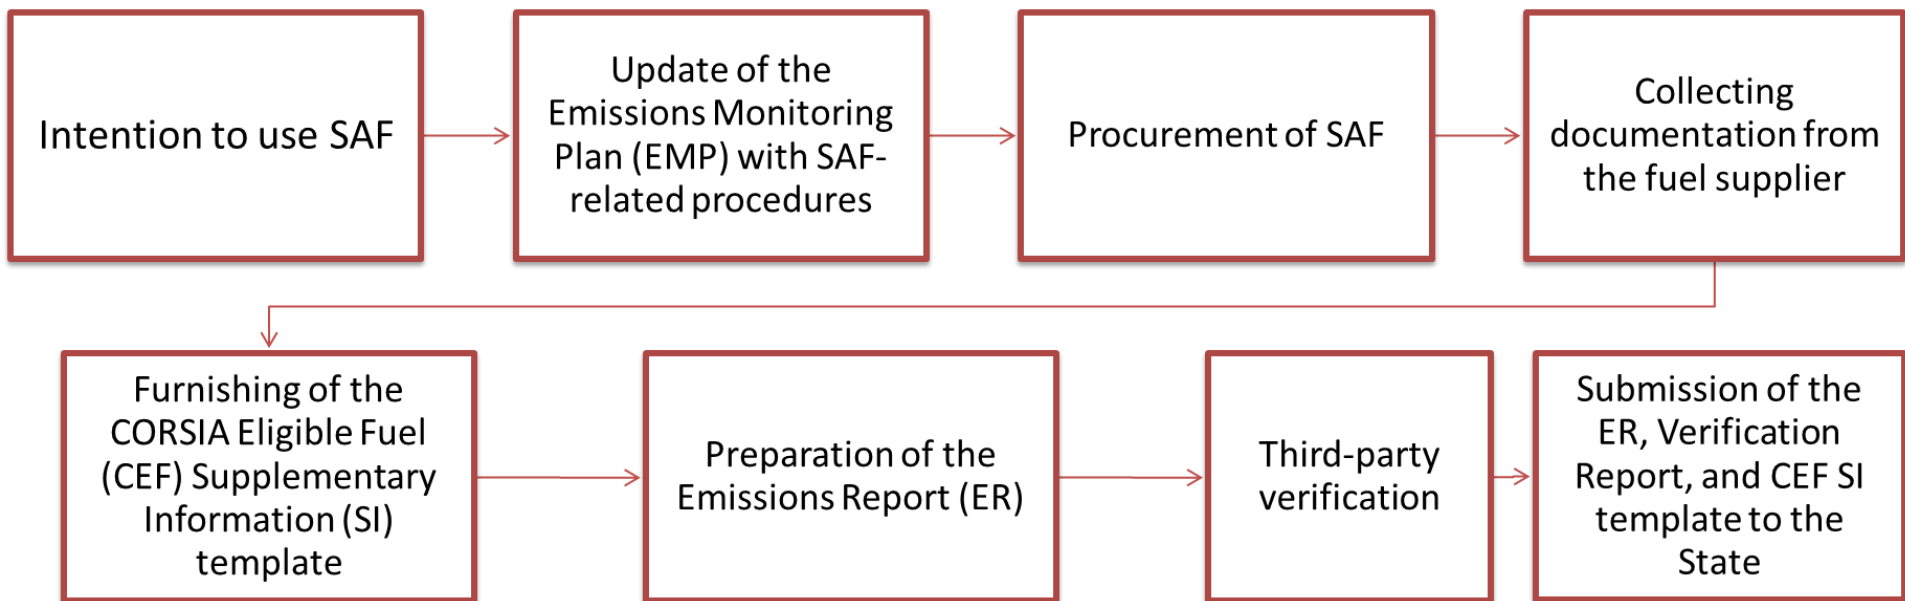 Intention to use SAF
Update of the
Emissions Monitoring
Plan (EMP) with SAF-
related procedures
Procurement of SAF
Collecting
documentation from
the fuel supplier
Furnishing of the
CORSIA Eligible Fuel
(CEF) Supplementary
Information (SI)
template
Preparation of the
Emissions Report (ER)
Third-party
verification
Submission of the
ER, Verification
Report, and CEF SI
template to the
State